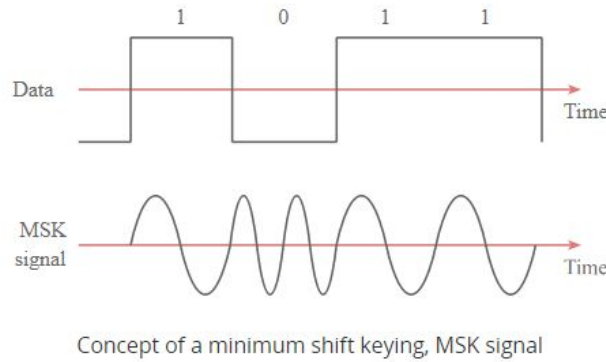 1 0 1 1
Data
Time
MSK
signal
Time
Concept of a minimum shift keying, MSK signal